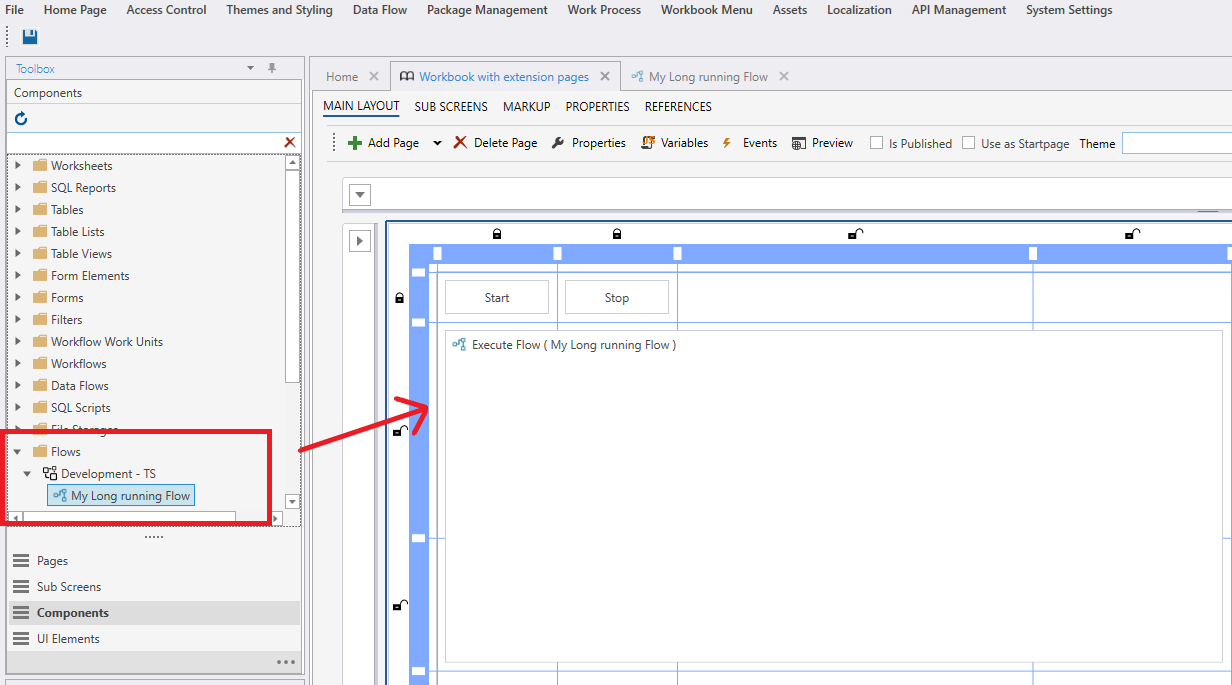 File Home Page Access Control Themes and Styling Data Flow Package Management Work Process Workbook Menu Assets Localization API Management System Settings
Toolbox
Components
Worksheets
SQL Reports
Tables
Table Lists
Table Views
Form Elements
Forms
Filters
Workflow Work Units
Workflows
Data Flows
SQL Scripts
File Storages
Flows
Development - TS
My Long running Flow
Pages
Sub Screens
Components
UI Elements
Home Workbook with extension pages My Long running Flow
MAIN LAYOUT SUB SCREENS MARKUP PROPERTIES REFERENCES
Add Page Delete Page Properties Variables Events Preview Is Published Use as Startpage Theme
Start Stop
Execute Flow ( My Long running Flow )